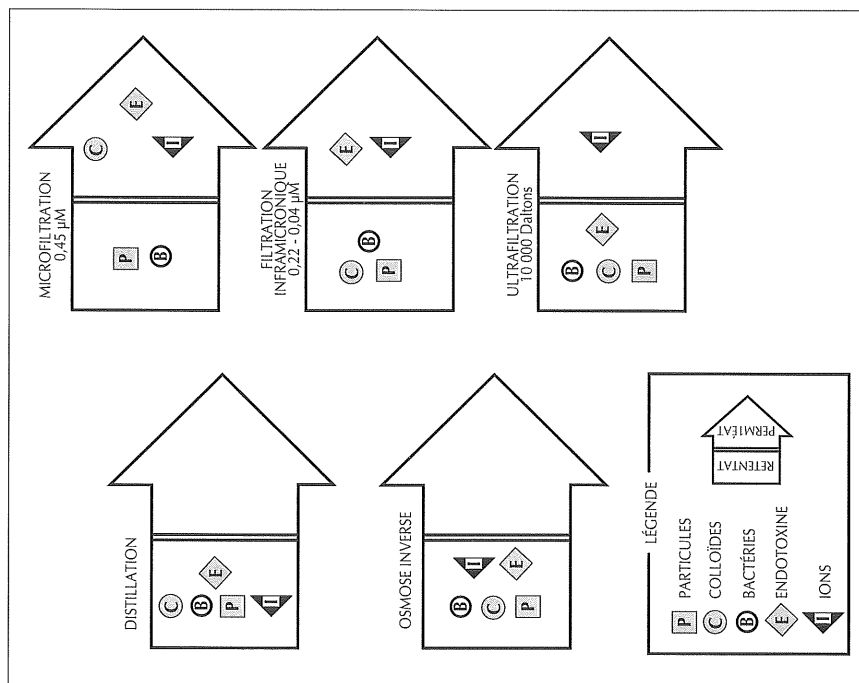 DISTILLATION
C
B
P
I
E
OSMOSE INVERSE
B
C
P
I
E
MICROFILTRATION
0,45 µM
P
B
C
I
E
FILTRATION
INFRAMICRONIQUE
0,22 - 0,04 µM
C
P
B
E
I
ULTRAFILTRATION
10 000 Daltons
B
C
P
E
I
LÉGENDE
P PARTICULES
C COLLOÏDES
B BACTÉRIES
E ENDOTOXINE
I IONS
RETENTAT
PERM1ÉAT